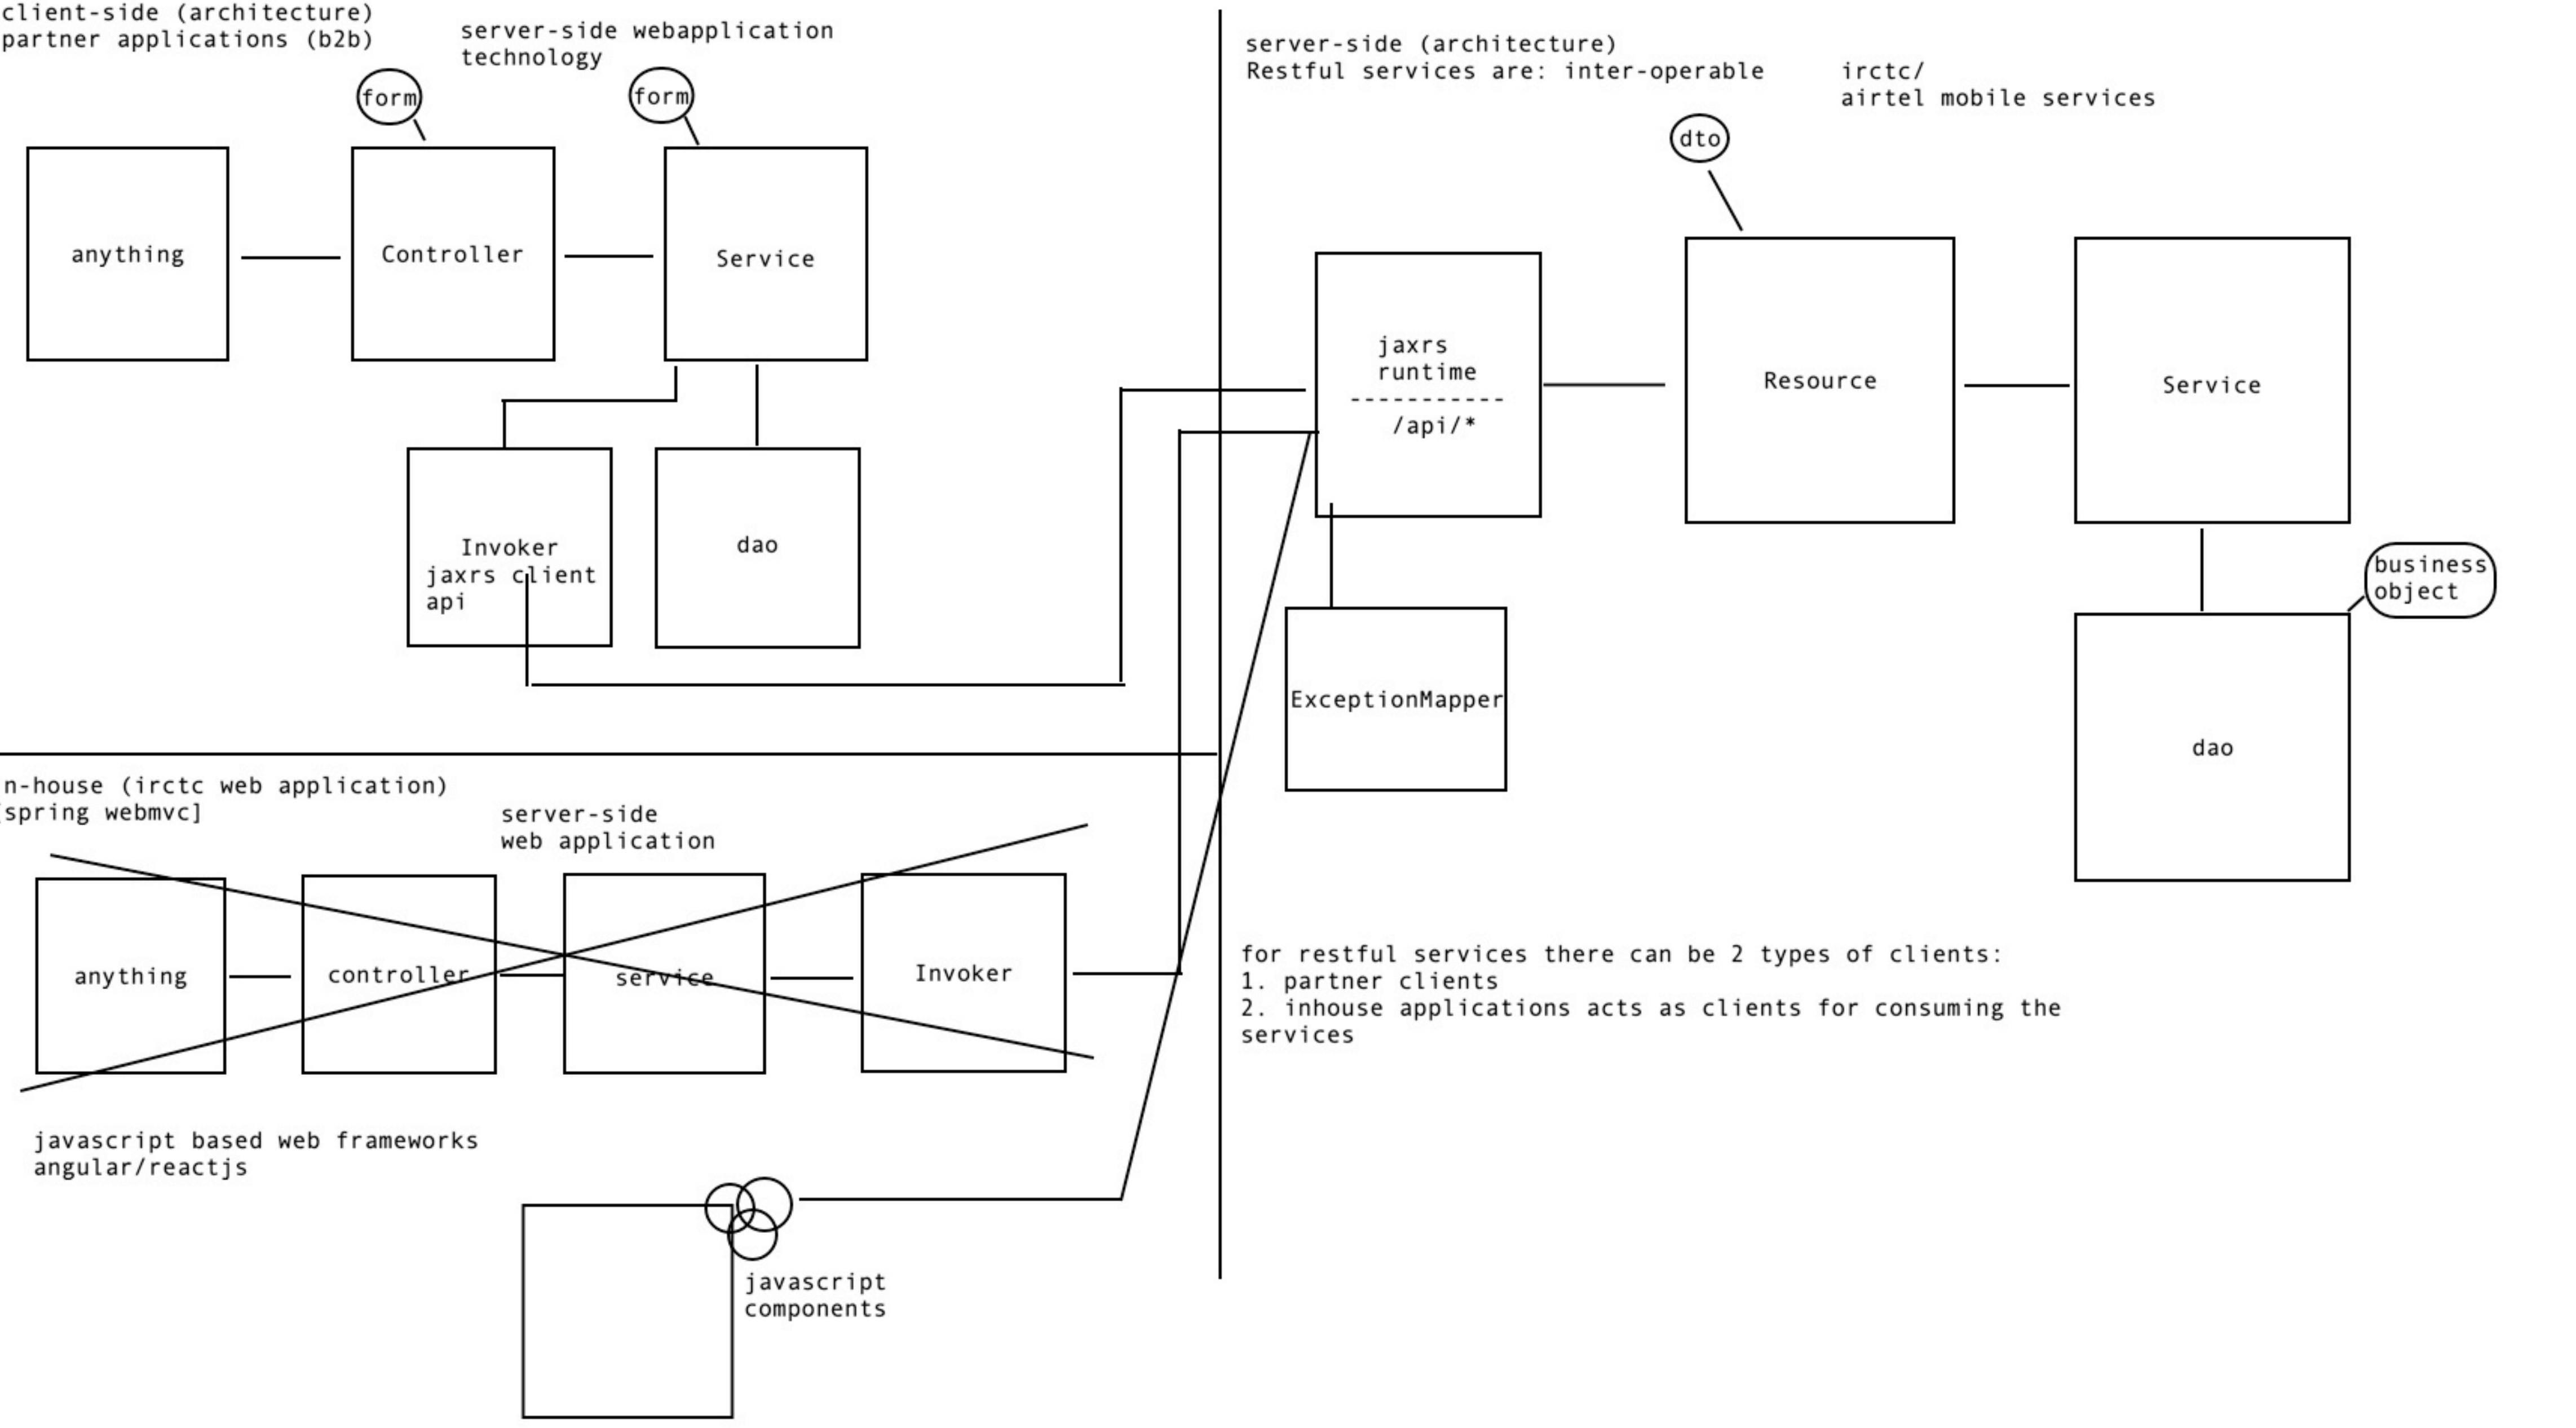 client-side (architecture)
partner applications (b2b)
server-side webapplication
technology
form
form
anything
Controller
Service
Invoker
jaxrs client
api
dao
server-side (architecture)
Restful services are: inter-operable
irctc/
airtel mobile services
dto
jaxrs
runtime
-----------
/api/*
Resource
Service
business
object
ExceptionMapper
dao
n-house (irctc web application)
[spring webmvc]
server-side
web application
anything
controller
service
Invoker
for restful services there can be 2 types of clients:
1. partner clients
2. inhouse applications acts as clients for consuming the
services
javascript based web frameworks
angular/reactjs
javascript
components